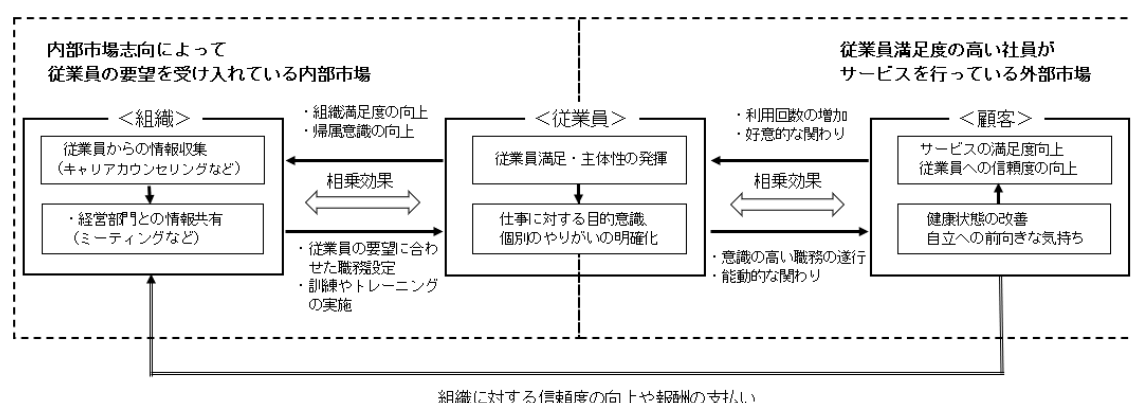 内部市場志向によって
従業員の要望を受け入れている内部市場
従業員満足度の高い社員が
サービスを行っている外部市場
＜組織＞
従業員からの情報収集
（キャリアカウンセリングなど）
・経営部門との情報共有
（ミーティングなど）
・組織満足度の向上
・帰属意識の向上
相乗効果
・従業員の要望に合わ
せた職務設定
・訓練やトレーニング
の実施
＜従業員＞
従業員満足・主体性の発揮
仕事に対する目的意識、
個別のやりがいの明確化
・利用回数の増加
・好意的な関わり
相乗効果
・意識の高い職務の遂行
・能動的な関わり
＜顧客＞
サービスの満足度向上
従業員への信頼度の向上
健康状態の改善
自立への前向きな気持ち
組織に対する信頼度の向上や報酬の支払い